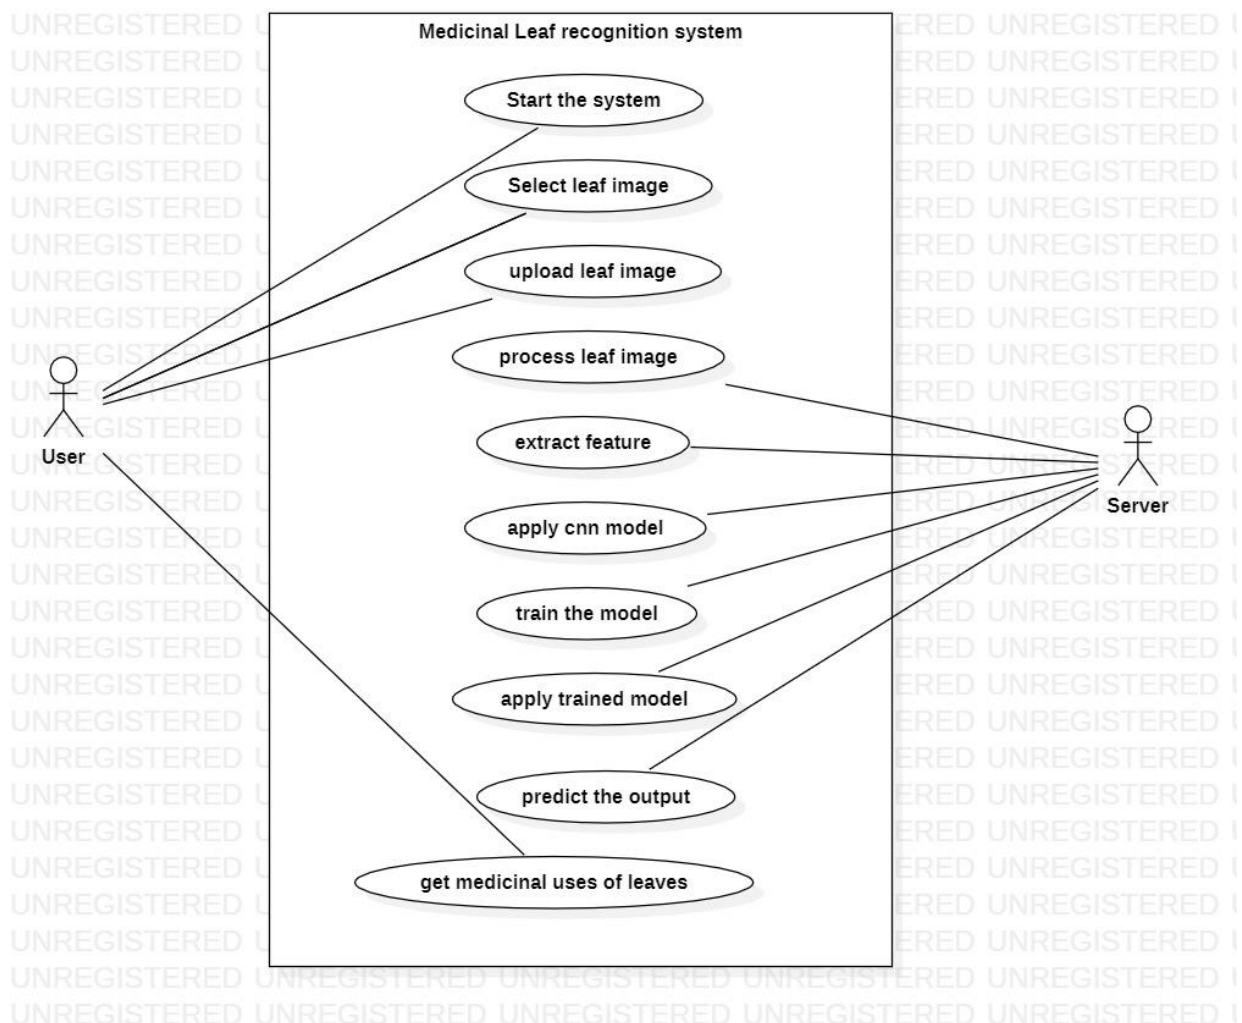 Medicinal Leaf recognition system
Start the system
Select leaf image
upload leaf image
process leaf image
extract feature
apply cnn model
train the model
apply trained model
predict the output
get medicinal uses of leaves
User
Server
UNREGISTERED